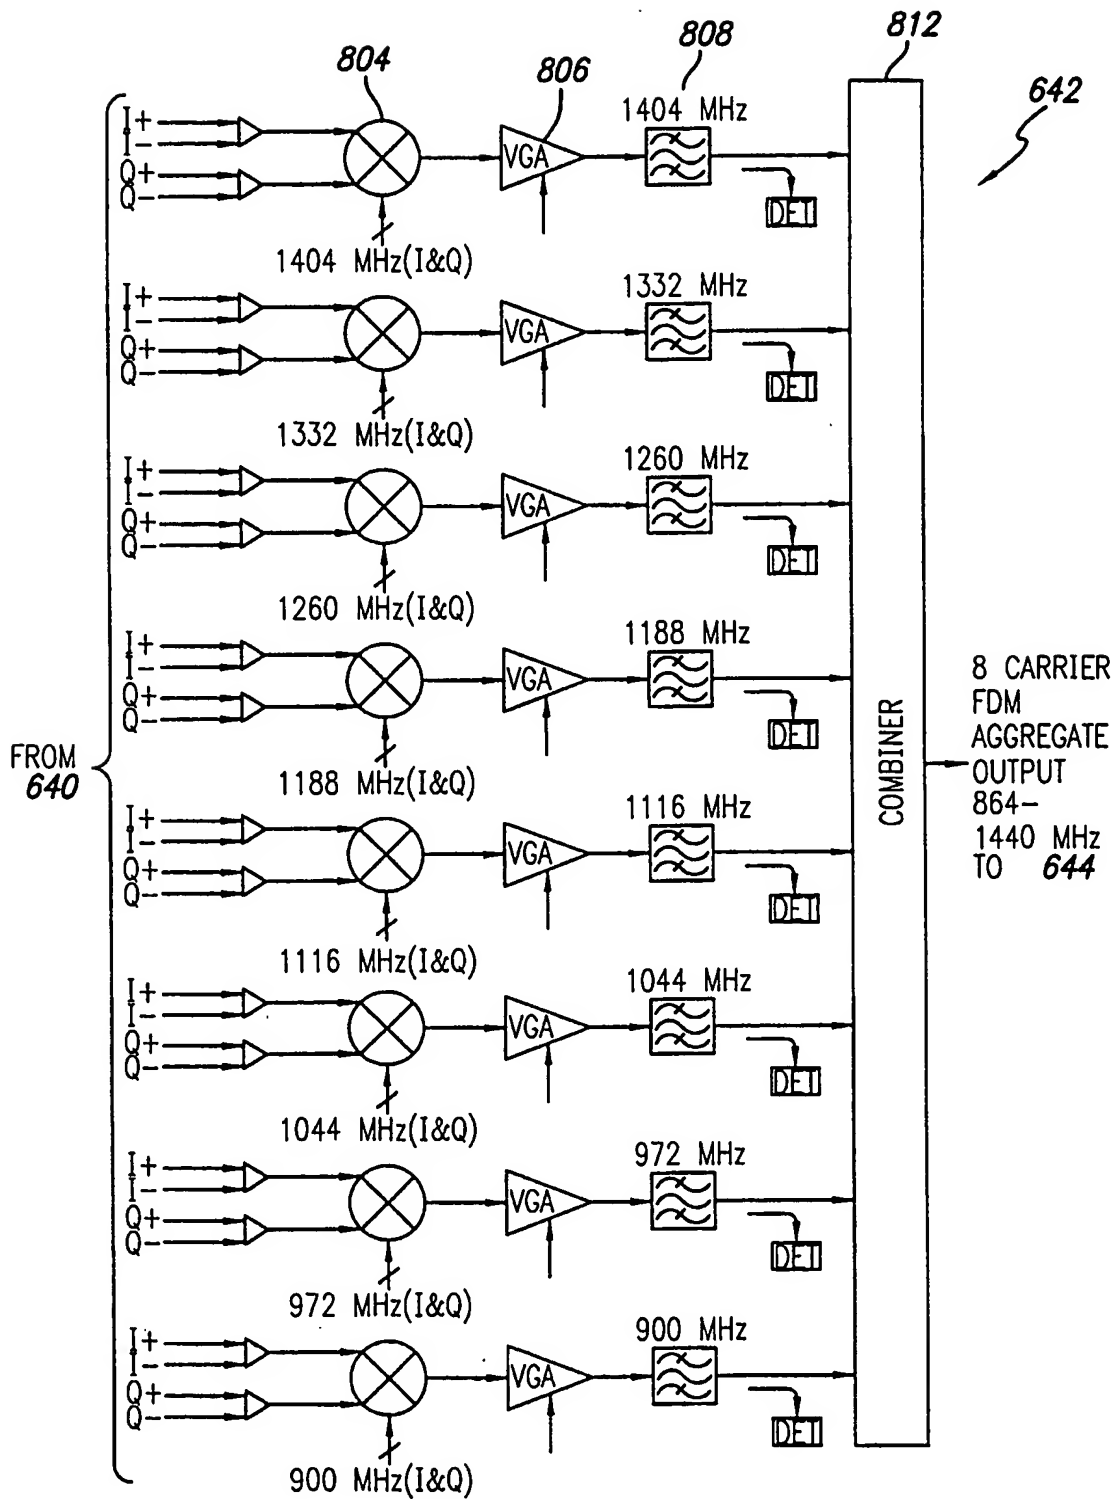 804
806
808
812
642
1404 MHz
I+
I-
Q+
Q-
VGA
DET
1404 MHz(I&Q)
1332 MHz
I+
I-
Q+
Q-
VGA
DET
1332 MHz(I&Q)
1260 MHz
I+
I-
Q+
Q-
VGA
DET
1260 MHz(I&Q)
1188 MHz
I+
I-
Q+
Q-
VGA
DET
1188 MHz(I&Q)
FROM
640
COMBINER
8 CARRIER
FDM
AGGREGATE
OUTPUT
864-
1440 MHz
TO 644
1116 MHz
I+
I-
Q+
Q-
VGA
DET
1116 MHz(I&Q)
1044 MHz
I+
I-
Q+
Q-
VGA
DET
1044 MHz(I&Q)
972 MHz
I+
I-
Q+
Q-
VGA
DET
972 MHz(I&Q)
900 MHz
I+
I-
Q+
Q-
VGA
DET
900 MHz(I&Q)